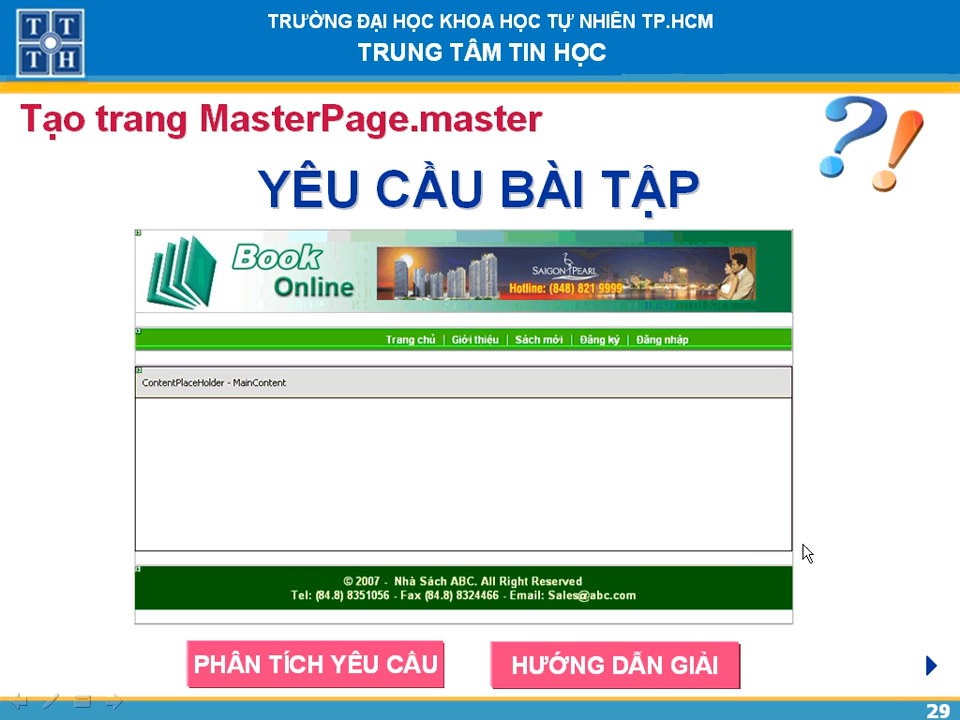 TRƯỜNG ĐẠI HỌC KHOA HỌC TỰ NHIÊN TP.HCM
TRUNG TÂM TIN HỌC
T T
T H
Tạo trang MasterPage.master
?!
YÊU CẦU BÀI TẬP
Book
Online
SAIGON PEARL
Hotline: (848) 821 9999
Trang chủ | Giới thiệu | Sách mới | Đăng ký | Đăng nhập
ContentPlaceHolder - MainContent
© 2007 - Nhà Sách ABC. All Right Reserved
Tel: (84.8) 8351056 - Fax (84.8) 8324466 - Email: Sales@abc.com
PHÂN TÍCH YÊU CẦU
HƯỚNG DẪN GIẢI
29